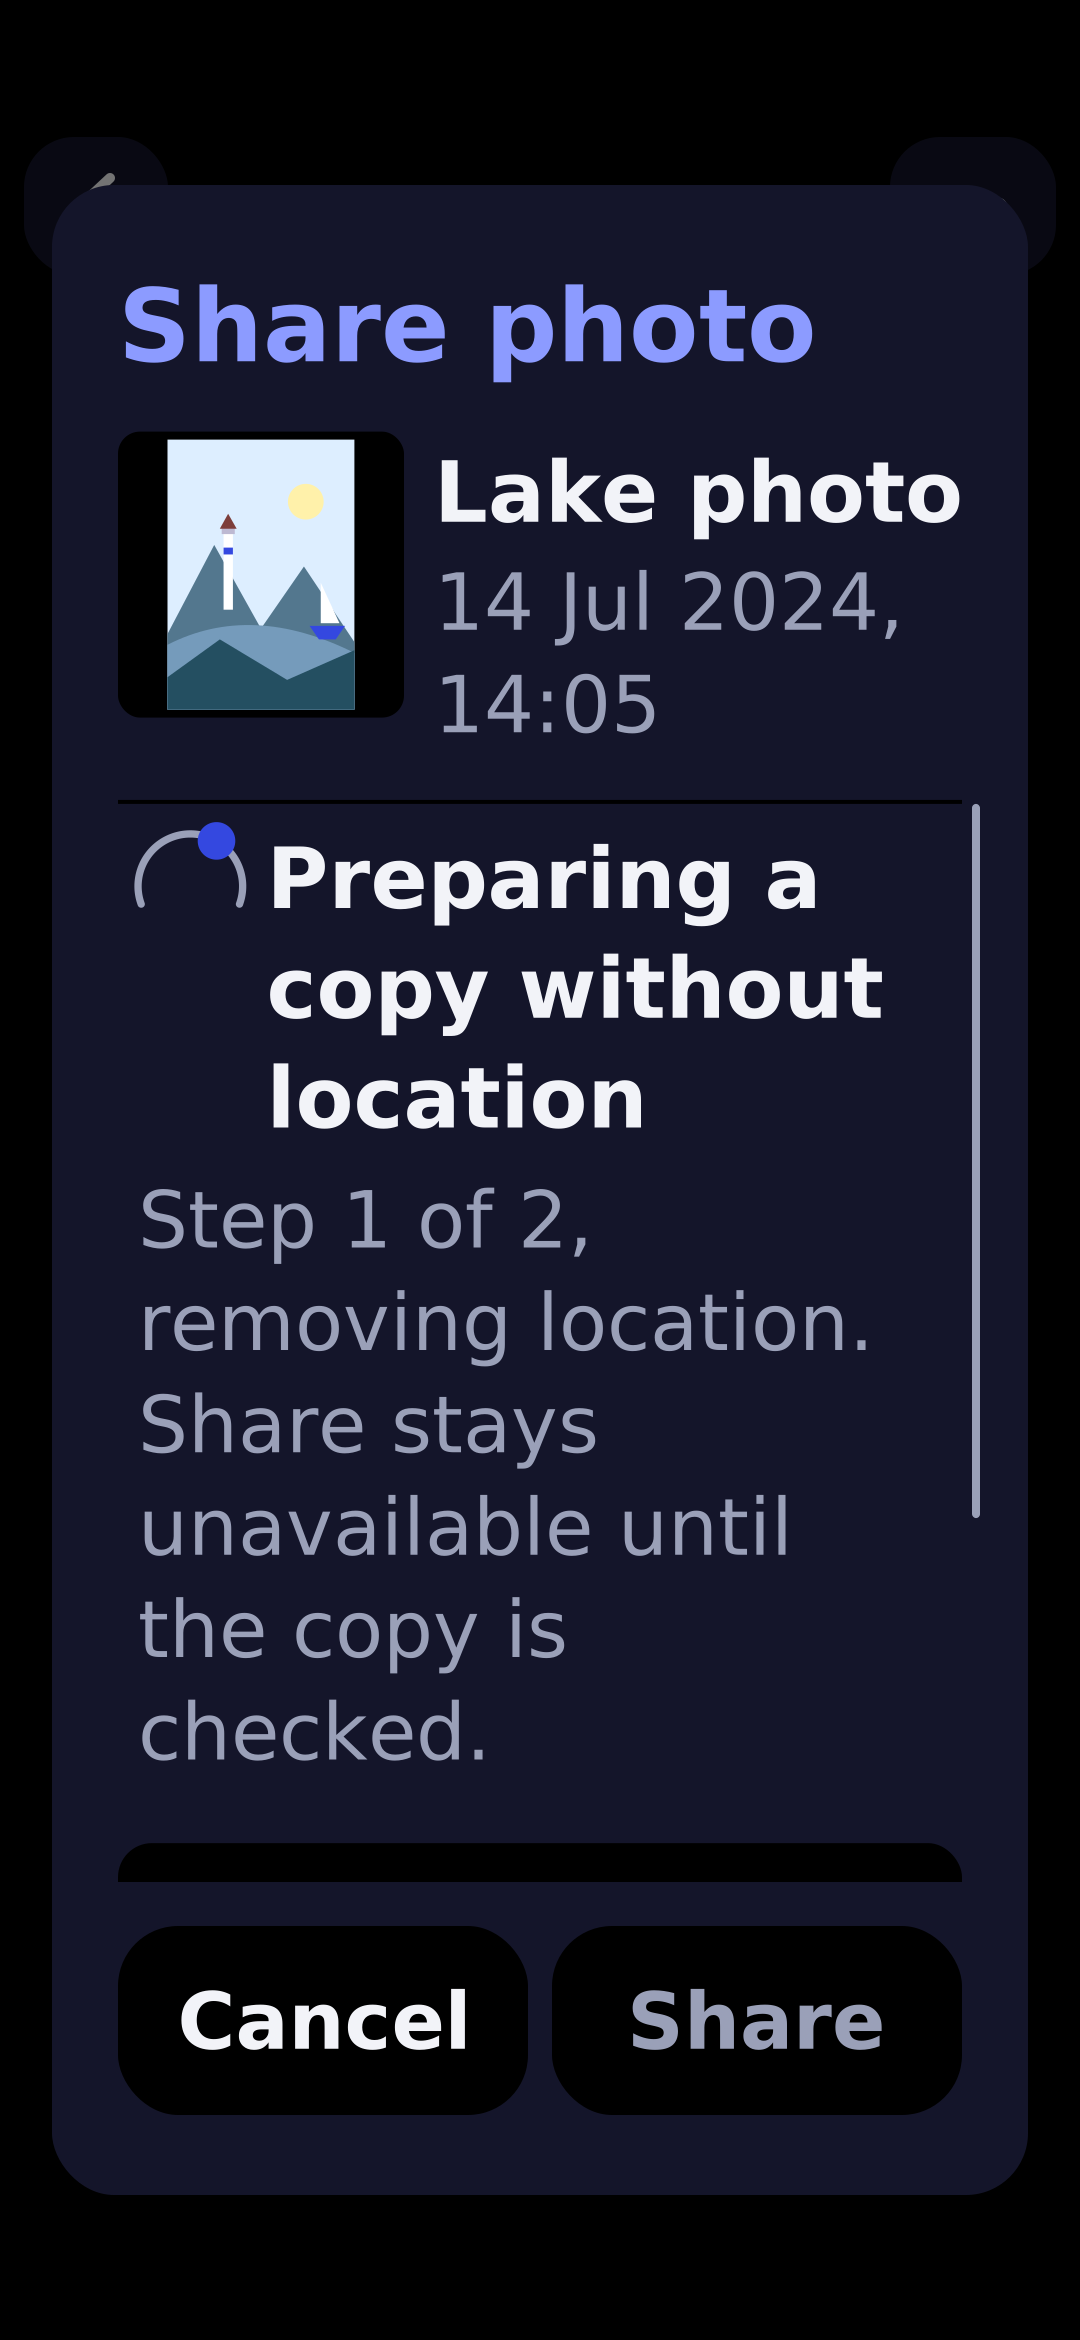 Share photo
Lake photo
14 Jul 2024,
14:05
Preparing a
copy without
location
Step 1 of 2,
removing location.
Share stays
unavailable until
the copy is
checked.
Cancel
Share